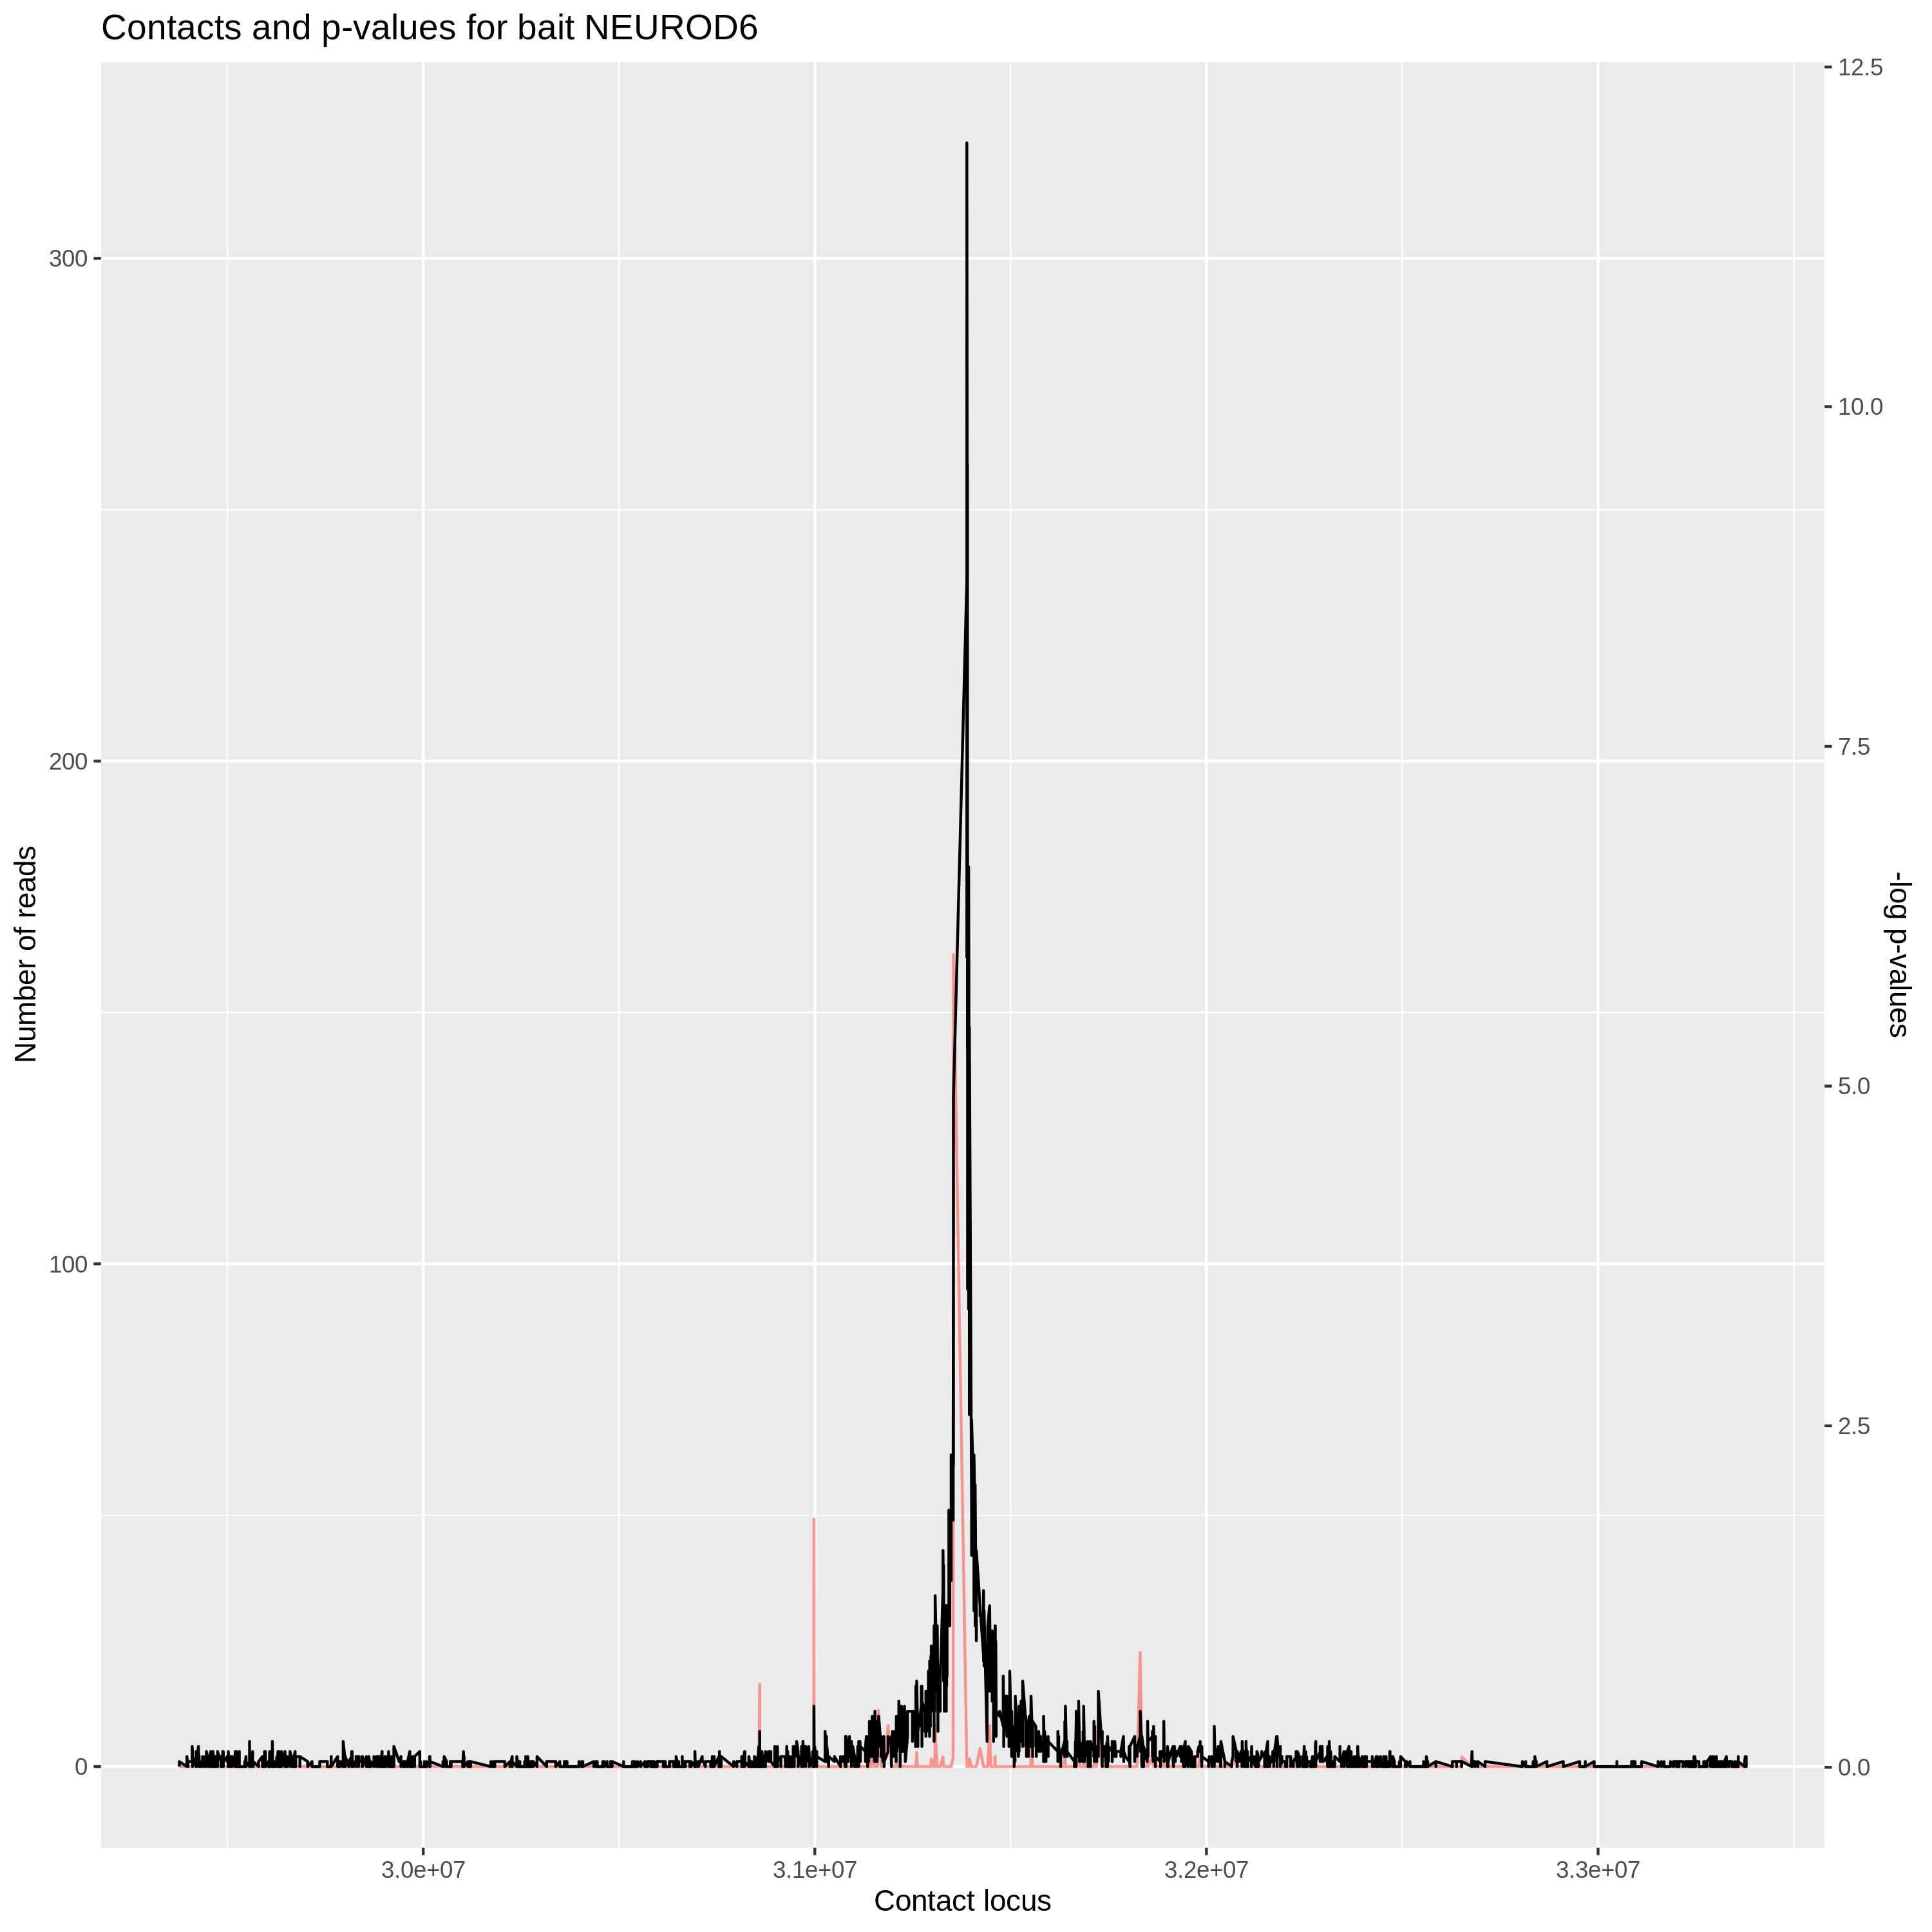 Contacts and p-values for bait NEUROD6
12.5
300
10.0
200
7.5
Number of reads
-log p-values
5.0
100
2.5
0
0.0
3.0e+07
3.1e+07
3.2e+07
3.3e+07
Contact locus